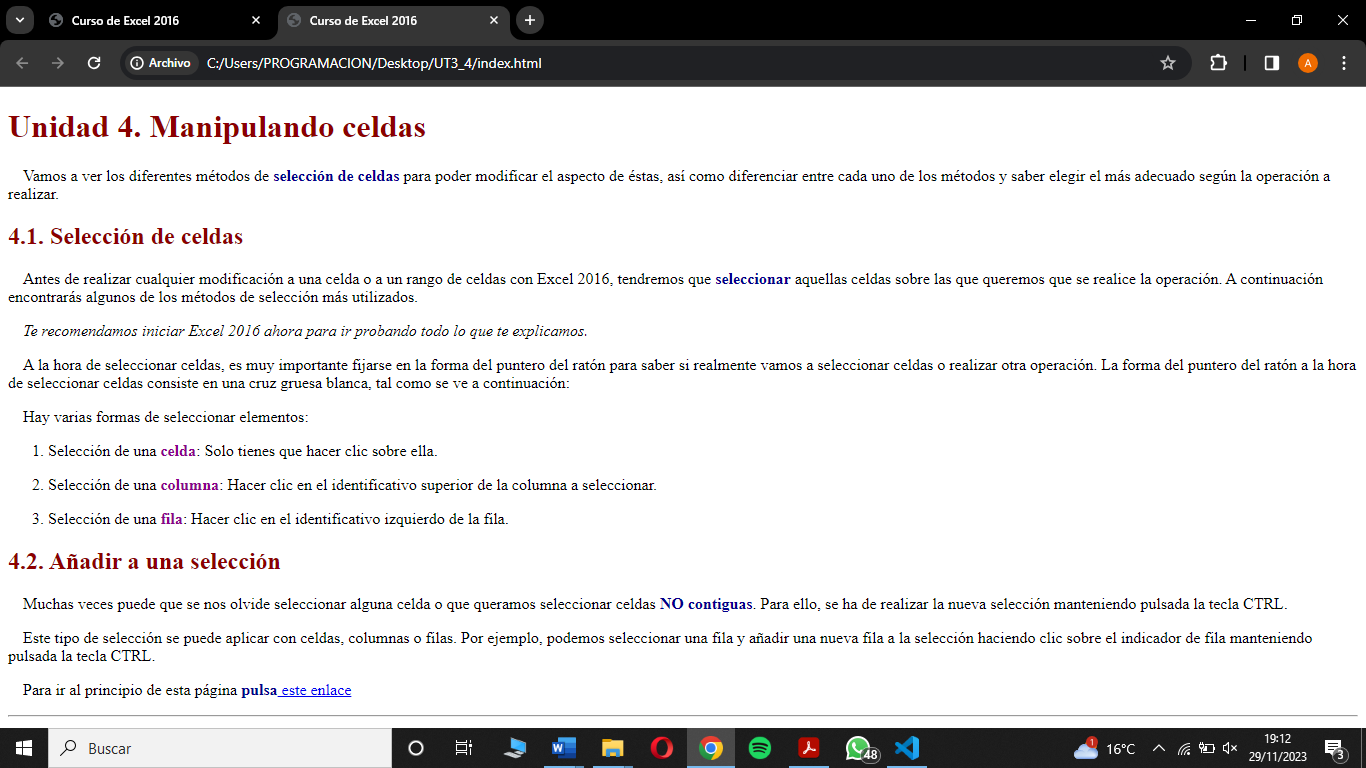 Curso de Excel 2016
Curso de Excel 2016
Archivo
C:/Users/PROGRAMACION/Desktop/UT3_4/index.html
A
Unidad 4. Manipulando celdas
Vamos a ver los diferentes métodos de selección de celdas para poder modificar el aspecto de éstas, así como diferenciar entre cada uno de los métodos y saber elegir el más adecuado según la operación a
realizar.
4.1. Selección de celdas
Antes de realizar cualquier modificación a una celda o a un rango de celdas con Excel 2016, tendremos que seleccionar aquellas celdas sobre las que queremos que se realice la operación. A continuación
encontrarás algunos de los métodos de selección más utilizados.
Te recomendamos iniciar Excel 2016 ahora para ir probando todo lo que te explicamos.
A la hora de seleccionar celdas, es muy importante fijarse en la forma del puntero del ratón para saber si realmente vamos a seleccionar celdas o realizar otra operación. La forma del puntero del ratón a la hora
de seleccionar celdas consiste en una cruz gruesa blanca, tal como se ve a continuación:
Hay varias formas de seleccionar elementos:
1. Selección de una celda: Solo tienes que hacer clic sobre ella.
2. Selección de una columna: Hacer clic en el identificativo superior de la columna a seleccionar.
3. Selección de una fila: Hacer clic en el identificativo izquierdo de la fila.
4.2. Añadir a una selección
Muchas veces puede que se nos olvide seleccionar alguna celda o que queramos seleccionar celdas NO contiguas. Para ello, se ha de realizar la nueva selección manteniendo pulsada la tecla CTRL.
Este tipo de selección se puede aplicar con celdas, columnas o filas. Por ejemplo, podemos seleccionar una fila y añadir una nueva fila a la selección haciendo clic sobre el indicador de fila manteniendo
pulsada la tecla CTRL.
Para ir al principio de esta página pulsa este enlace
Buscar
W
48
1
16°C
19:12
29/11/2023
3